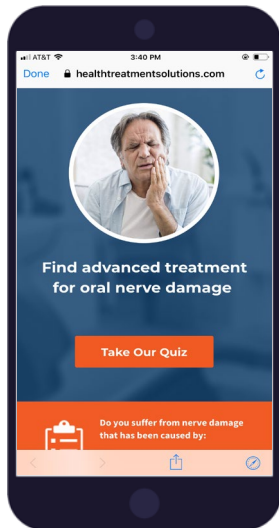 AT&T
3:40 PM
Done healthtreatmentsolutions.com
Find advanced treatment
for oral nerve damage
Take Our Quiz
Do you suffer from nerve damage
that has been caused by: